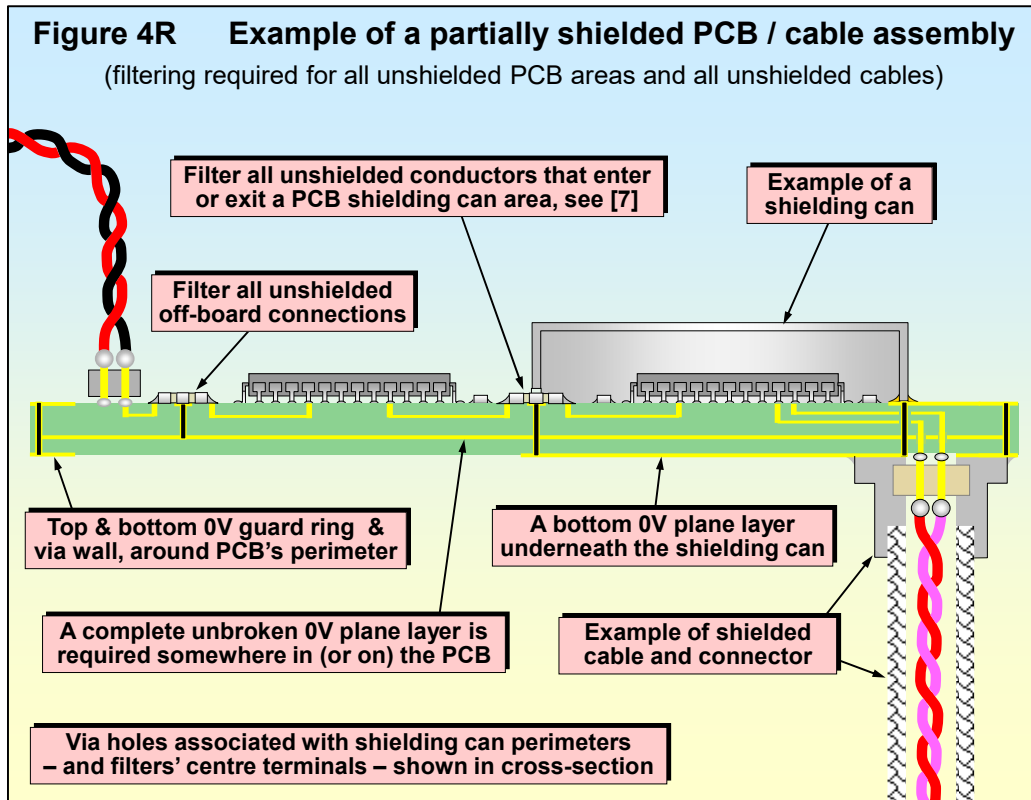 Figure 4R Example of a partially shielded PCB / cable assembly
(filtering required for all unshielded PCB areas and all unshielded cables)
Filter all unshielded conductors that enter
or exit a PCB shielding can area, see [7]
Example of a
shielding can
Filter all unshielded
off-board connections
Top & bottom 0V guard ring &
via wall, around PCB's perimeter
A bottom 0V plane layer
underneath the shielding can
A complete unbroken 0V plane layer is
required somewhere in (or on) the PCB
Example of shielded
cable and connector
Via holes associated with shielding can perimeters
– and filters' centre terminals – shown in cross-section